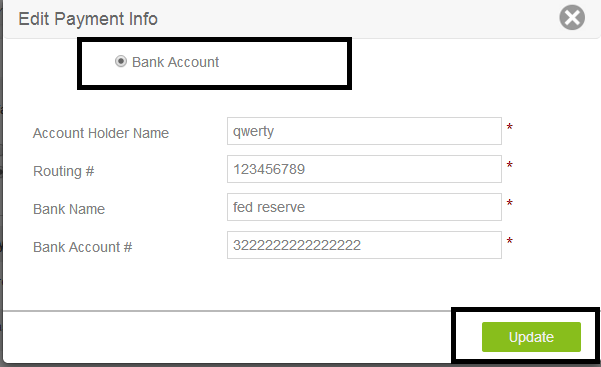 Edit Payment Info
Bank Account
Account Holder Name qwerty *
Routing # 123456789 *
Bank Name fed reserve *
Bank Account # 3222222222222222 *
Update